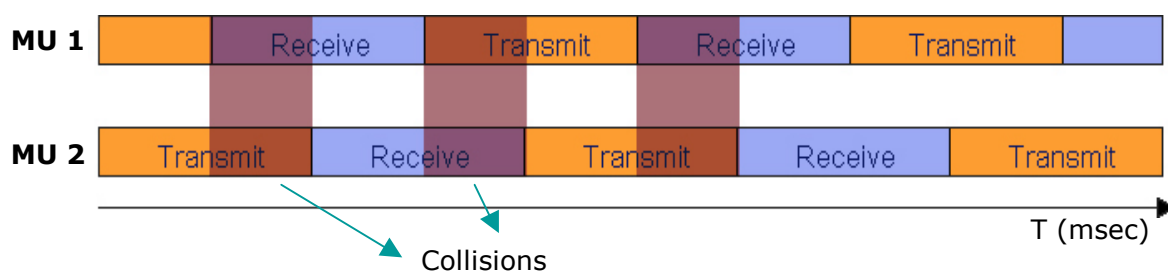 MU 1 Receive Transmit Receive Transmit
MU 2 Transmit Receive Transmit Receive Transmit
T (msec)
Collisions